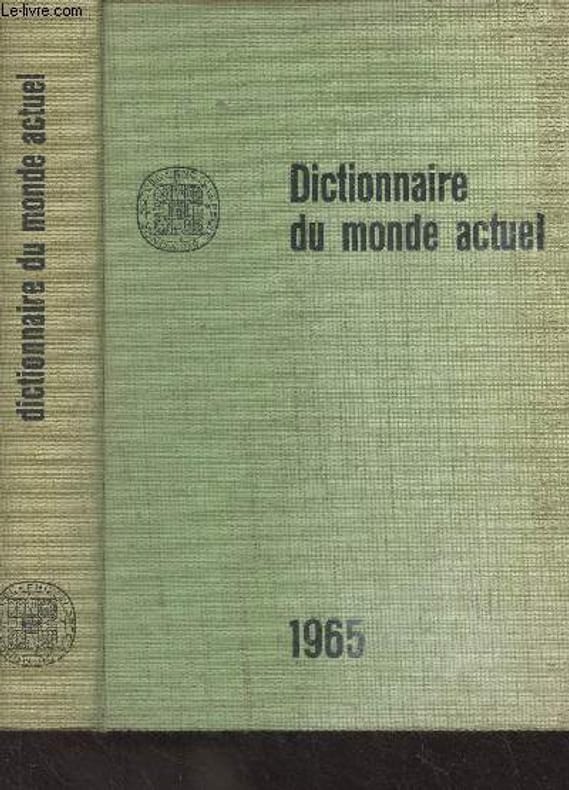 Le-livre.com
dictionnaire du monde actuel
Dictionnaire
du monde actuel
1965